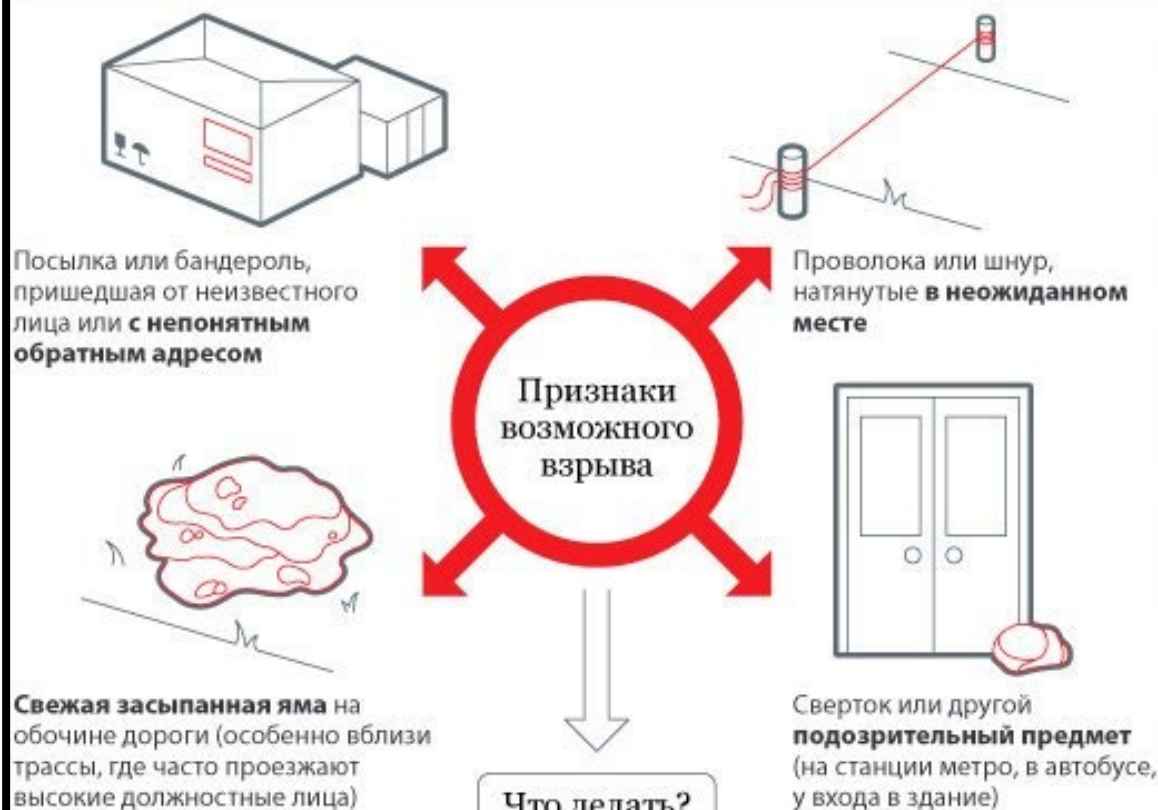 Посылка или бандероль,
пришедшая от неизвестного
лица или с непонятным
обратным адресом
Проволока или шнур,
натянутые в неожиданном
месте
Признаки
возможного
взрыва
Свежая засыпанная яма на
обочине дороги (особенно вблизи
трассы, где часто проезжают
высокие должностные лица)
Сверток или другой
подозрительный предмет
(на станции метро, в автобусе,
у входа в здание)
Что делать?